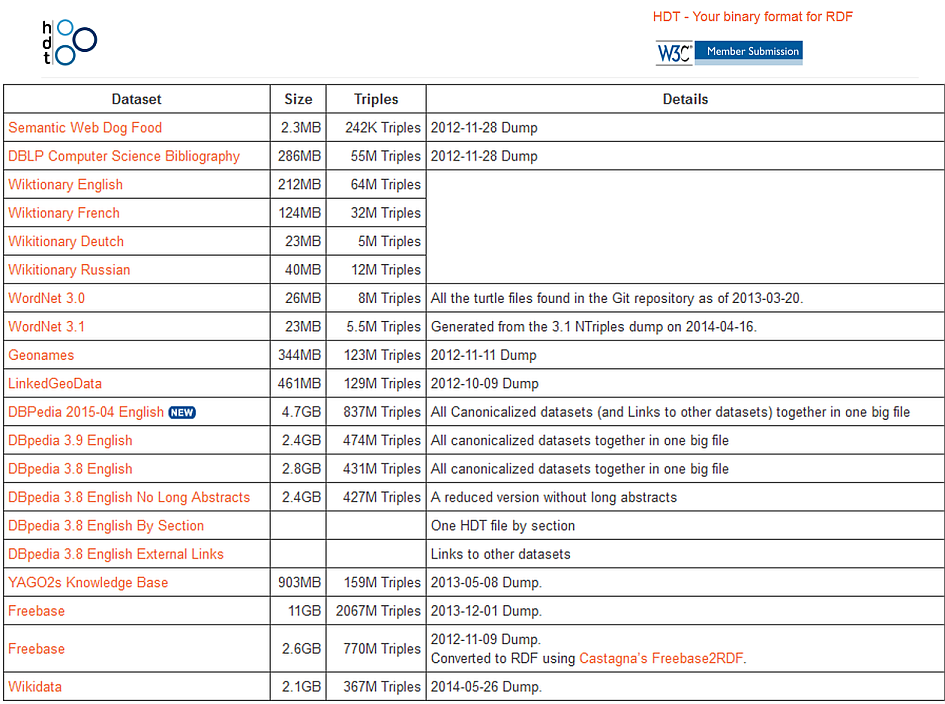 hdt
HDT - Your binary format for RDF
W3C Member Submission
Dataset Size Triples Details
Semantic Web Dog Food 2.3MB 242K Triples 2012-11-28 Dump
DBLP Computer Science Bibliography 286MB 55M Triples 2012-11-28 Dump
Wiktionary English 212MB 64M Triples
Wiktionary French 124MB 32M Triples
Wikitionary Deutch 23MB 5M Triples
Wikitionary Russian 40MB 12M Triples
WordNet 3.0 26MB 8M Triples All the turtle files found in the Git repository as of 2013-03-20.
WordNet 3.1 23MB 5.5M Triples Generated from the 3.1 NTriples dump on 2014-04-16.
Geonames 344MB 123M Triples 2012-11-11 Dump
LinkedGeoData 461MB 129M Triples 2012-10-09 Dump
DBPedia 2015-04 English NEW 4.7GB 837M Triples All Canonicalized datasets (and Links to other datasets) together in one big file
DBpedia 3.9 English 2.4GB 474M Triples All canonicalized datasets together in one big file
DBpedia 3.8 English 2.8GB 431M Triples All canonicalized datasets together in one big file
DBpedia 3.8 English No Long Abstracts 2.4GB 427M Triples A reduced version without long abstracts
DBpedia 3.8 English By Section One HDT file by section
DBpedia 3.8 English External Links Links to other datasets
YAGO2s Knowledge Base 903MB 159M Triples 2013-05-08 Dump.
Freebase 11GB 2067M Triples 2013-12-01 Dump.
Freebase 2.6GB 770M Triples 2012-11-09 Dump.
Converted to RDF using Castagna's Freebase2RDF.
Wikidata 2.1GB 367M Triples 2014-05-26 Dump.